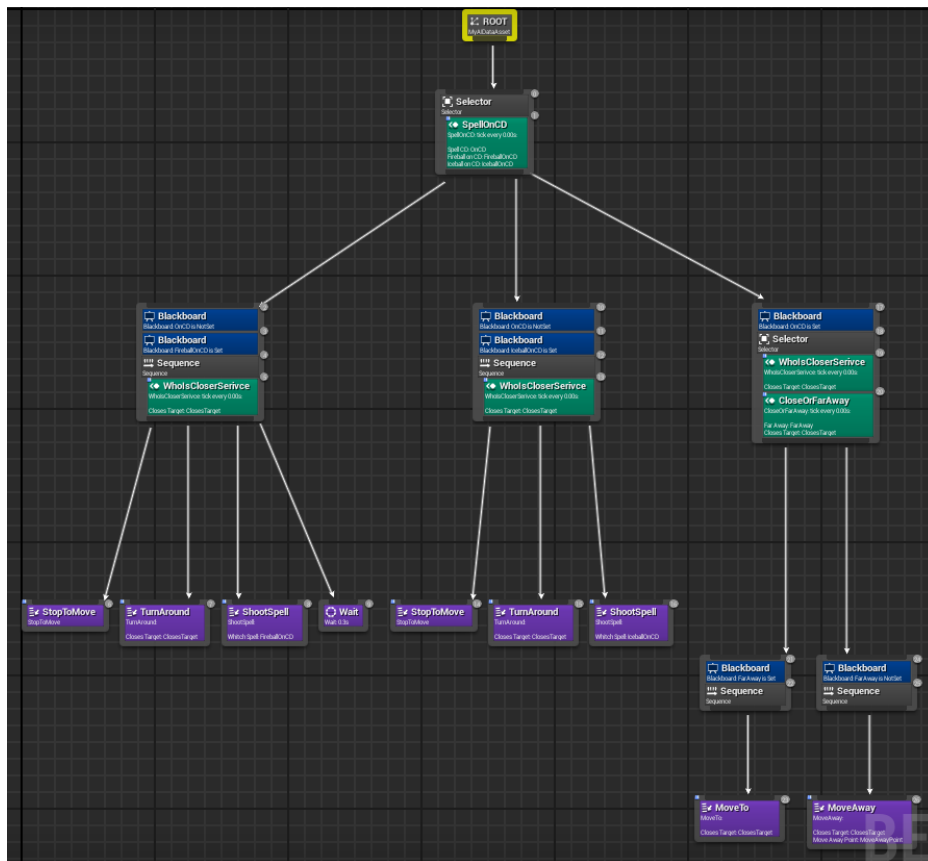 ROOT
MyAIDataAsset
Selector
Selector
SpellOnCD
SpellOnCD: tick every 0.00s
Spell CD: OnCD
Fireball on CD: FireballOnCD
Iceball on CD: IceballOnCD
Blackboard
Blackboard: OnCD is Not Set
Blackboard
Blackboard: FireballOnCD is Set
Sequence
Sequence
WhoIsCloserSerivce
WhoIsCloserSerivce: tick every 0.00s
Closes Target: ClosesTarget
Blackboard
Blackboard: OnCD is Not Set
Blackboard
Blackboard: IceballOnCD is Set
Sequence
Sequence
WhoIsCloserSerivce
WhoIsCloserSerivce: tick every 0.00s
Closes Target: ClosesTarget
Blackboard
Blackboard: OnCD is Set
Selector
Selector
WhoIsCloserSerivce
WhoIsCloserSerivce: tick every 0.00s
Closes Target: ClosesTarget
CloseOrFarAway
CloseOrFarAway: tick every 0.00s
Far Away: FarAway
Closes Target: ClosesTarget
StopToMove
StopToMove
TurnAround
TurnAround:
Closes Target: ClosesTarget
ShootSpell
ShootSpell:
Whitch Spell: FireballOnCD
Wait
Wait: 0.3s
StopToMove
StopToMove
TurnAround
TurnAround:
Closes Target: ClosesTarget
ShootSpell
ShootSpell:
Whitch Spell: IceballOnCD
Blackboard
Blackboard: FarAway is Set
Sequence
Sequence
Blackboard
Blackboard: FarAway is Not Set
Sequence
Sequence
MoveTo
MoveTo:
Closes Target: ClosesTarget
MoveAway
MoveAway:
Closes Target: ClosesTarget
Move Away Point: MoveAwayPoint
BE